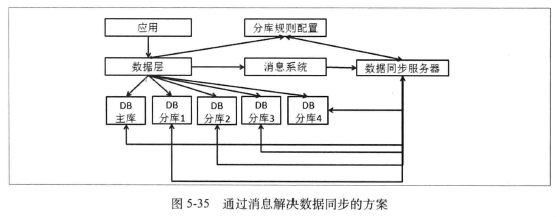 应用
分库规则配置
数据层
消息系统
数据同步服务器
DB
主库
DB
分库1
DB
分库2
DB
分库3
DB
分库4
图 5-35 通过消息解决数据同步的方案